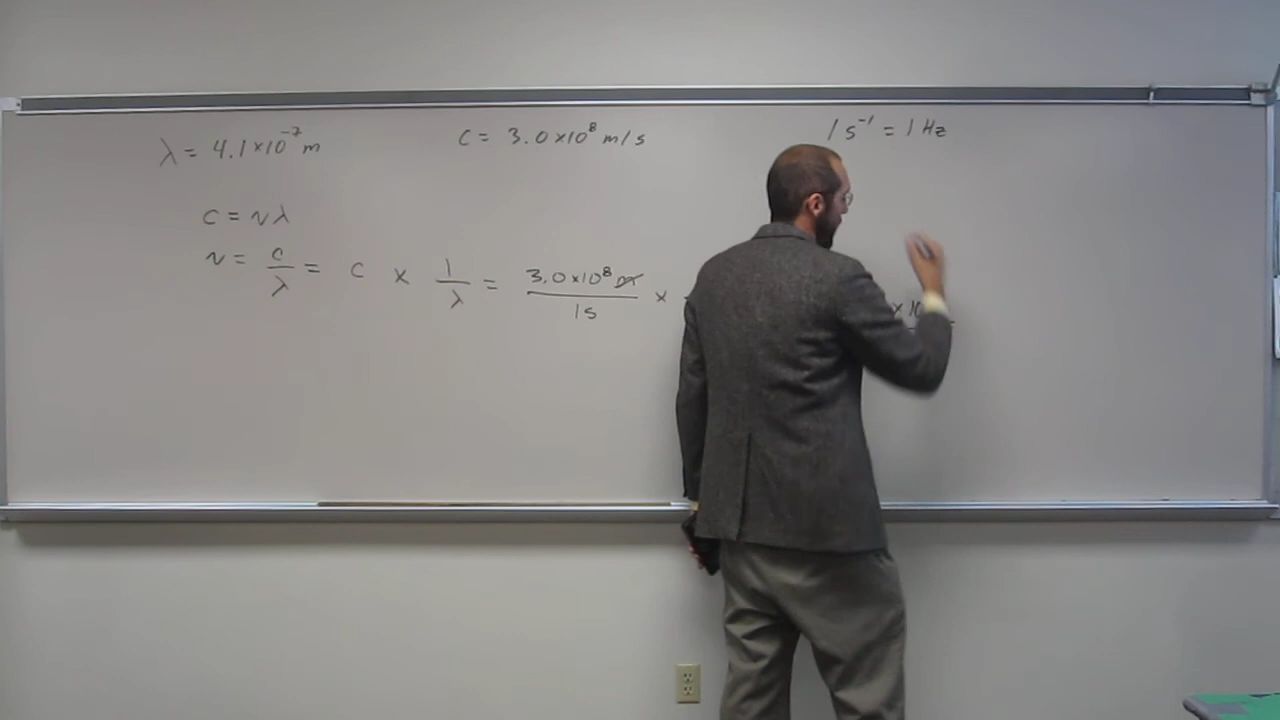 λ = 4.1×10⁻⁷ m
C = 3.0×10⁸ m/s
1 s⁻¹ = 1 Hz
C = νλ
ν = C/λ = C × 1/λ = 3.0×10⁸ m/1s ×